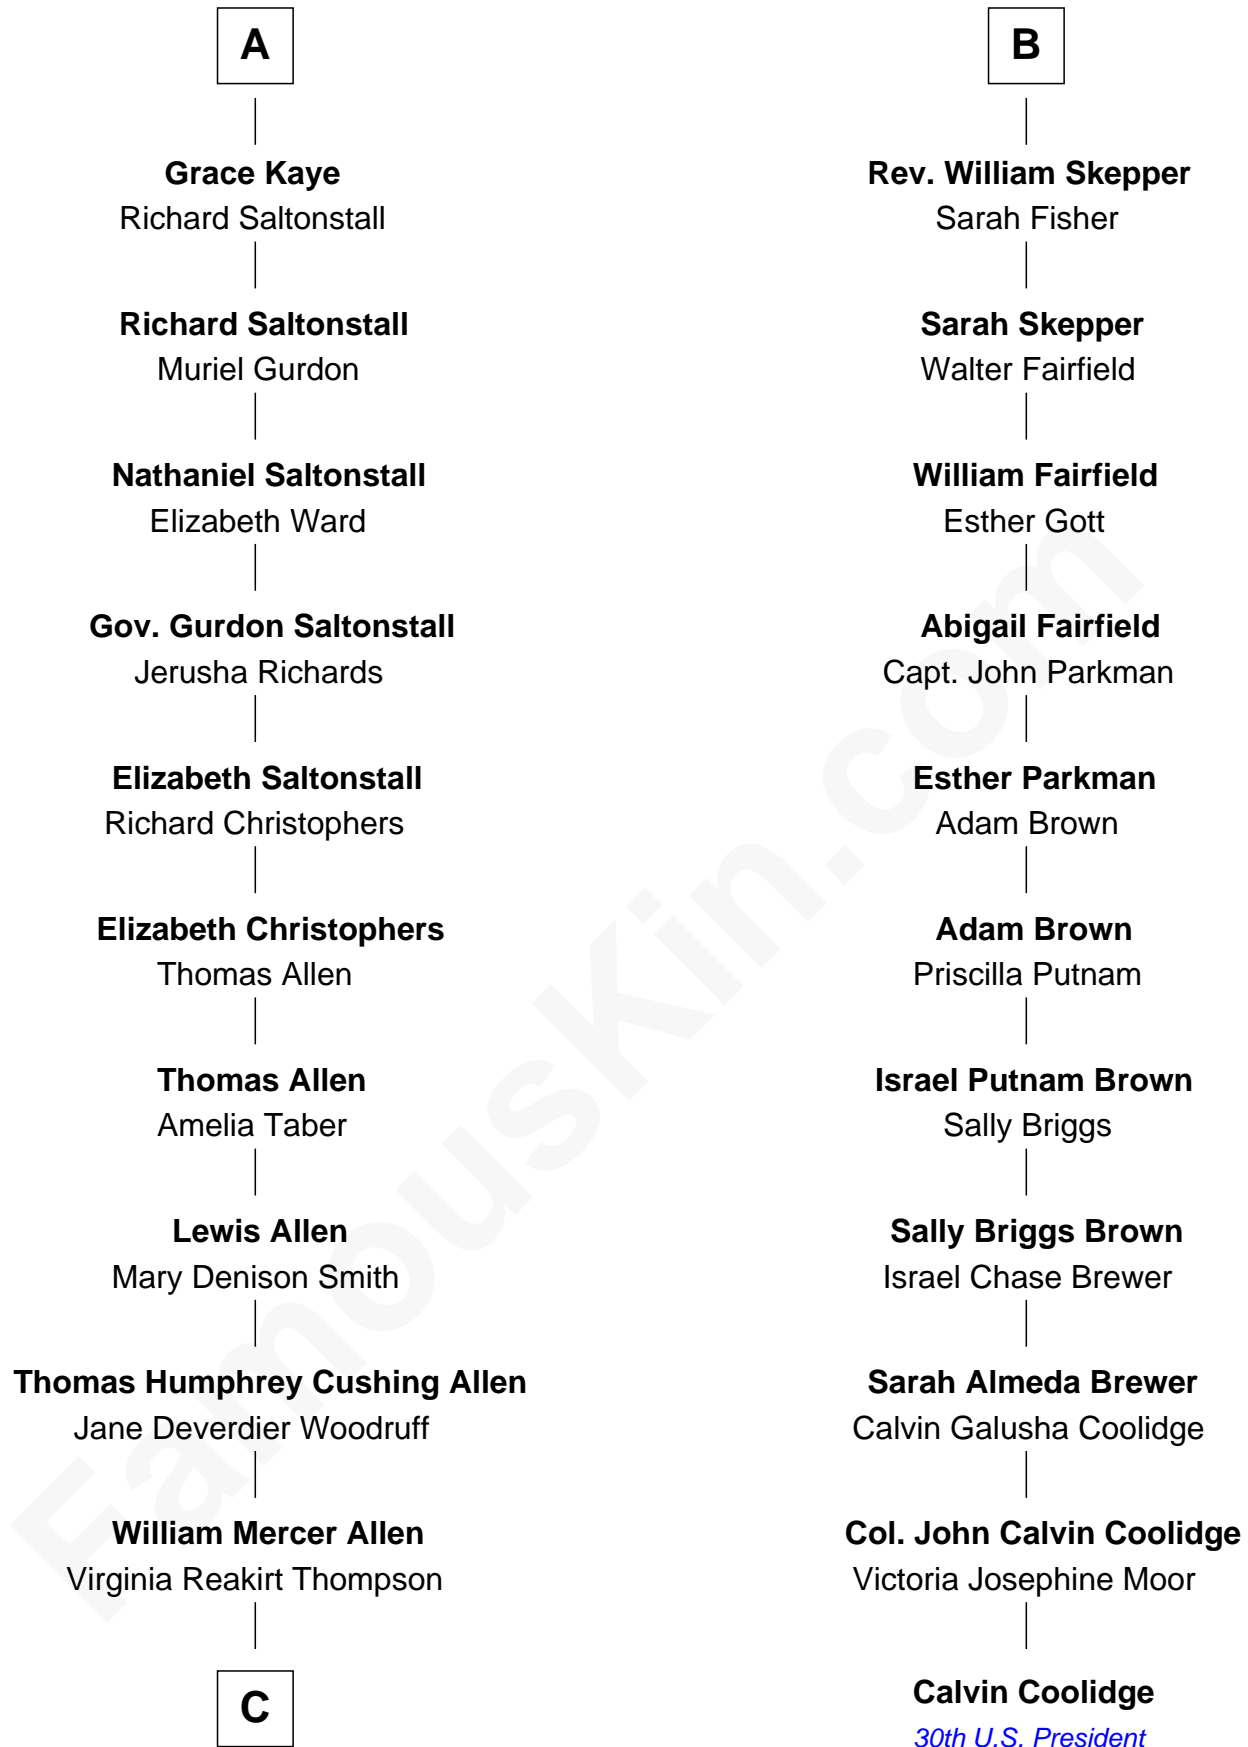 A
Grace Kaye
Richard Saltonstall
Richard Saltonstall
Muriel Gurdon
Nathaniel Saltonstall
Elizabeth Ward
Gov. Gurdon Saltonstall
Jerusha Richards
Elizabeth Saltonstall
Richard Christophers
Elizabeth Christophers
Thomas Allen
Thomas Allen
Amelia Taber
Lewis Allen
Mary Denison Smith
Thomas Humphrey Cushing Allen
Jane Deverdier Woodruff
William Mercer Allen
Virginia Reakirt Thompson
C
B
Rev. William Skepper
Sarah Fisher
Sarah Skepper
Walter Fairfield
William Fairfield
Esther Gott
Abigail Fairfield
Capt. John Parkman
Esther Parkman
Adam Brown
Adam Brown
Priscilla Putnam
Israel Putnam Brown
Sally Briggs
Sally Briggs Brown
Israel Chase Brewer
Sarah Almeda Brewer
Calvin Galusha Coolidge
Col. John Calvin Coolidge
Victoria Josephine Moor
Calvin Coolidge
30th U.S. President
FamousKin.com